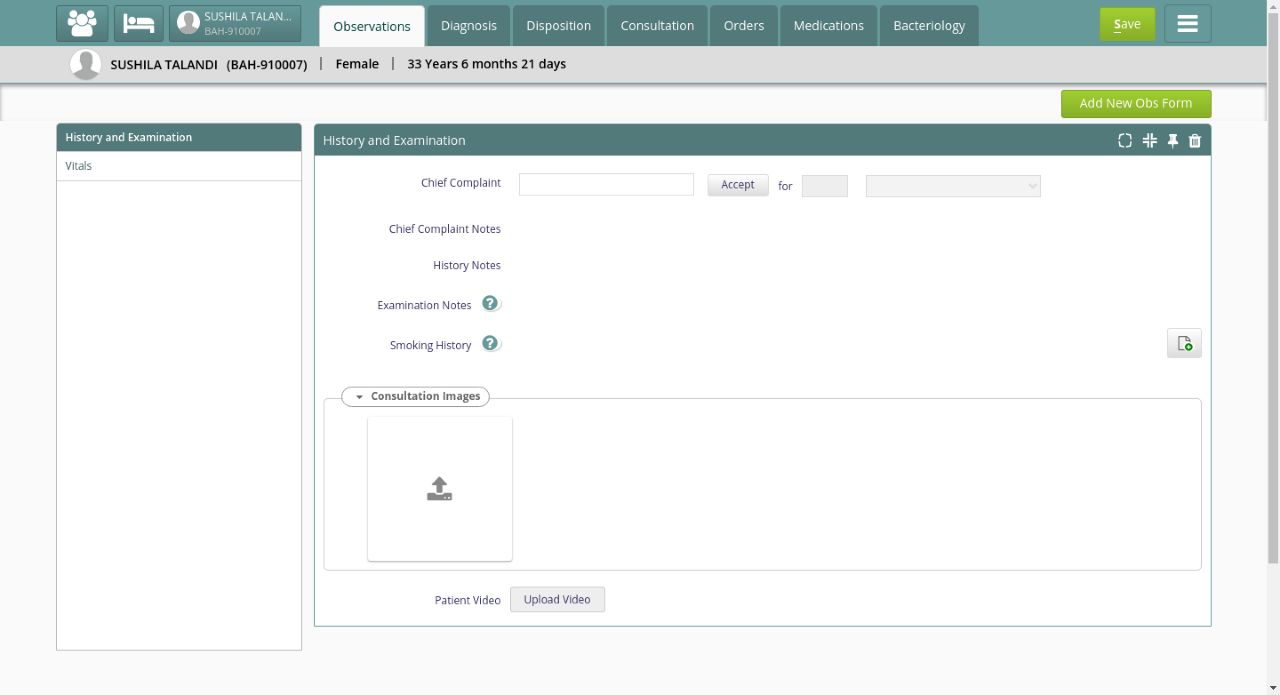 SUSHILA TALAN...
BAH-910007
Observations
Diagnosis
Disposition
Consultation
Orders
Medications
Bacteriology
Save
SUSHILA TALANDI (BAH-910007) | Female | 33 Years 6 months 21 days
Add New Obs Form
History and Examination
Vitals
History and Examination
Chief Complaint
Accept
for
Chief Complaint Notes
History Notes
Examination Notes ?
Smoking History ?
Consultation Images
Patient Video
Upload Video